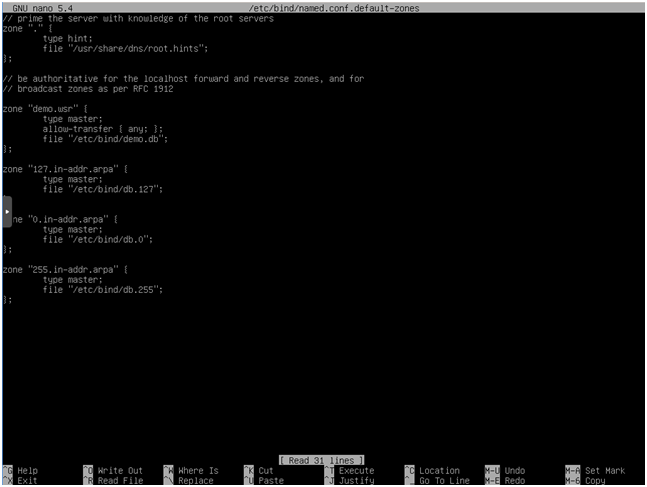 GNU nano 5.4 /etc/bind/named.conf.default-zones
// prime the server with knowledge of the root servers
zone "." {
type hint;
file "/usr/share/dns/root.hints";
};
// be authoritative for the localhost forward and reverse zones, and for
// broadcast zones as per RFC 1912
zone "demo.wsr" {
type master;
allow-transfer { any; };
file "/etc/bind/demo.db";
};
zone "127.in-addr.arpa" {
type master;
file "/etc/bind/db.127";
ne "0.in-addr.arpa" {
type master;
file "/etc/bind/db.0";
};
zone "255.in-addr.arpa" {
type master;
file "/etc/bind/db.255";
};
[ Read 31 lines ]
^G Help ^O Write Out ^W Where Is ^K Cut ^T Execute ^C Location M-U Undo M-A Set Mark
^X Exit ^R Read File ^\ Replace ^U Paste ^J Justify ^_ Go To Line M-E Redo M-6 Copy